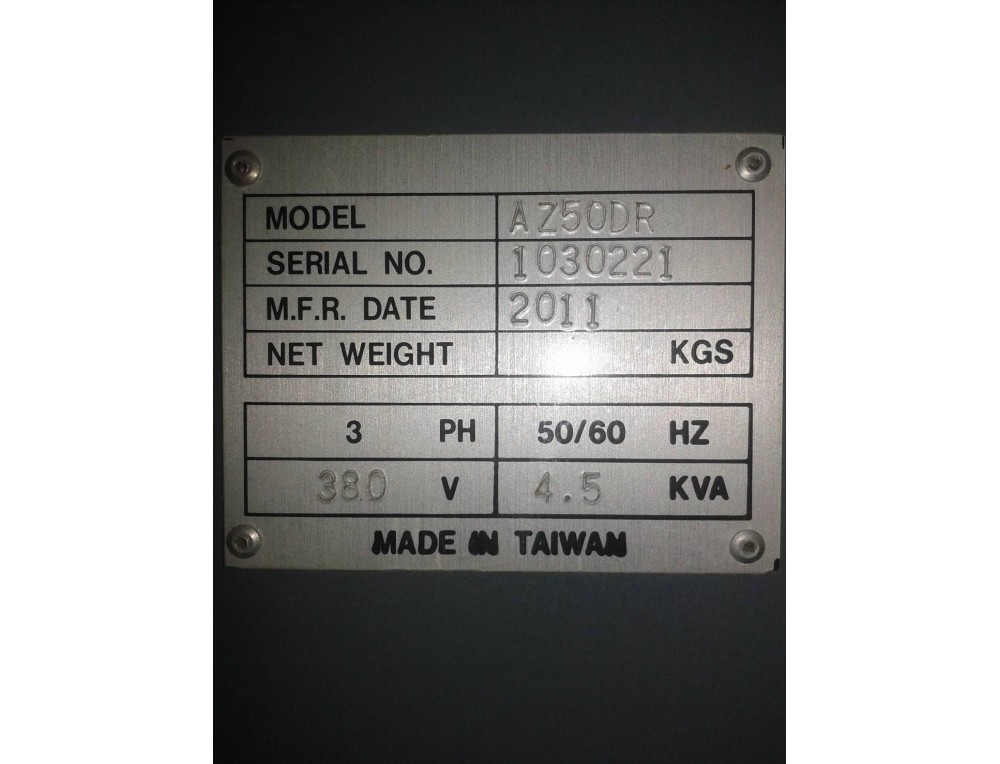 MODEL AZ50DR
SERIAL NO. 1030221
M.F.R. DATE 2011
NET WEIGHT KGS
3 PH 50/60 HZ
380 V 4.5 KVA
MADE IN TAIWAN